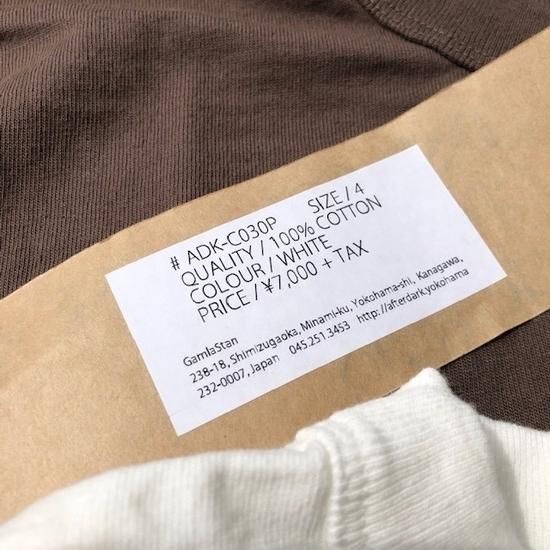 # ADK-C030P SIZE / 4
QUALITY / 100% COTTON
COLOUR / WHITE
PRICE / ¥7,000 + TAX
GamlaStan
238-18, Shimizugaoka, Minami-ku, Yokohama-shi, Kanagawa,
232-0007, Japan 045.251.3453 http://afterdark.yokohama